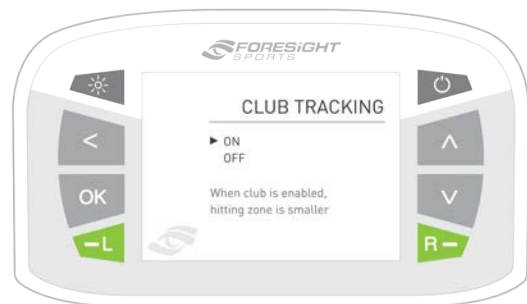 FORESiGHT
SPORTS
CLUB TRACKING
ON
OFF
When club is enabled,
hitting zone is smaller
<
OK
–L
R–